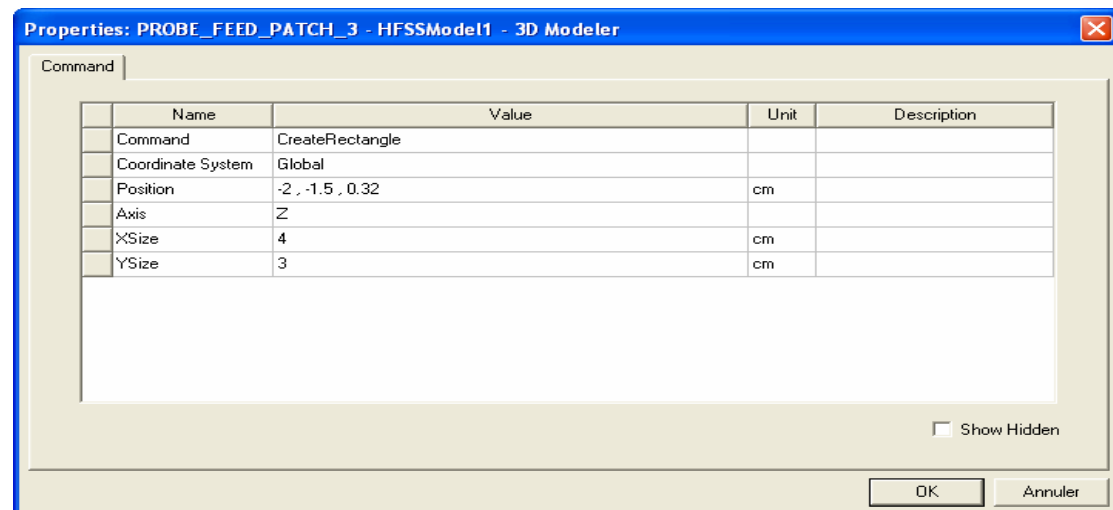 Properties: PROBE_FEED_PATCH_3 - HFSSModel1 - 3D Modeler
Command
Name Value Unit Description
Command CreateRectangle
Coordinate System Global
Position -2 , -1.5 , 0.32 cm
Axis Z
XSize 4 cm
YSize 3 cm
Show Hidden
OK Annuler